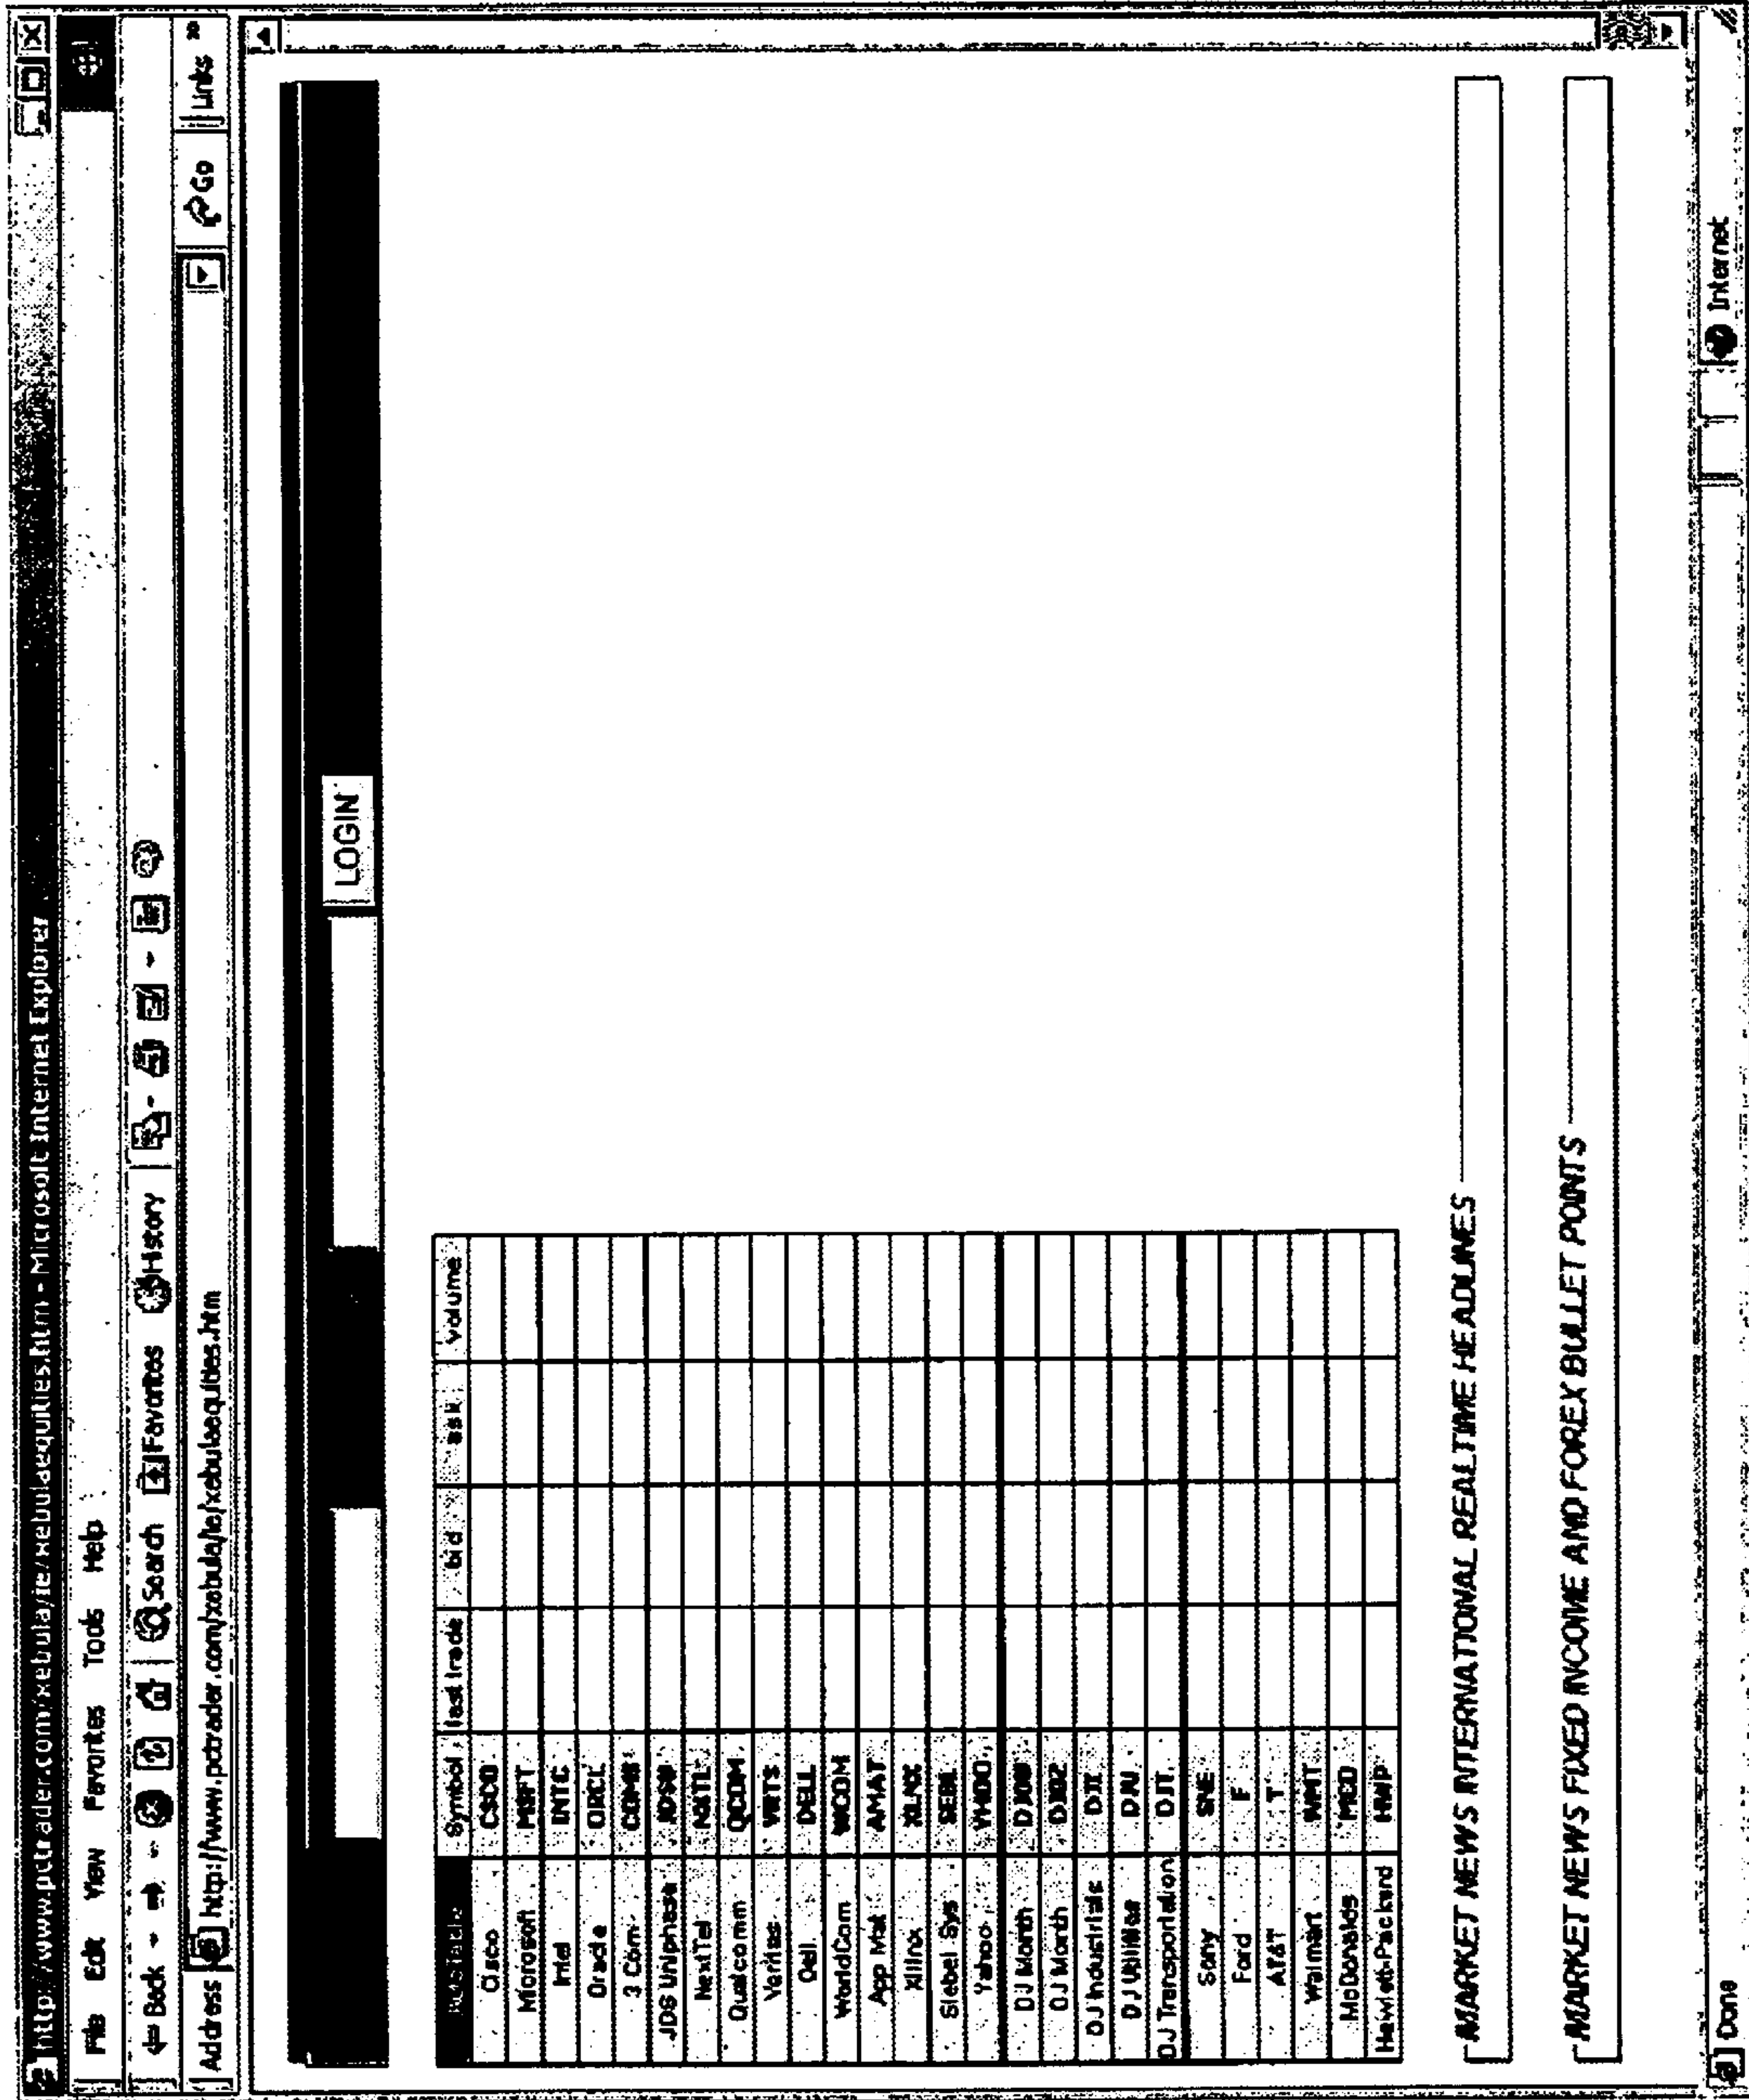 http://www.pctrader.com/xebula/ie/xebulaequities.htm - Microsoft Internet Explorer
File Edit View Favorites Tools Help
Back Search Favorites History
Address http://www.pctrader.com/xebula/ie/xebulaequities.htm Go Links »
LOGIN
Symbol last trade bid ask volume
Cisco CSCO
Microsoft MSFT
Intel INTC
Oracle ORCL
3 Com COMS
JDS Uniphase JDSU
NexTel NXTL
Qualcomm QCOM
Veritas VRTS
Dell DELL
WorldCom WCOM
App Mat AMAT
Xilinx XLNX
Siebel Sys SEBL
Yahoo YHOO
DJ Month
DJ Month
DJ Industrials DJI
DJ Utilities DJU
DJ Transportation DJT
Sony SNE
Ford F
AT&T T
Walmart WMT
McDonalds MCD
Hewlett-Packard HWP
MARKET NEWS INTERNATIONAL REALTIME HEADLINES
MARKET NEWS FIXED INCOME AND FOREX BULLET POINTS
Done Internet